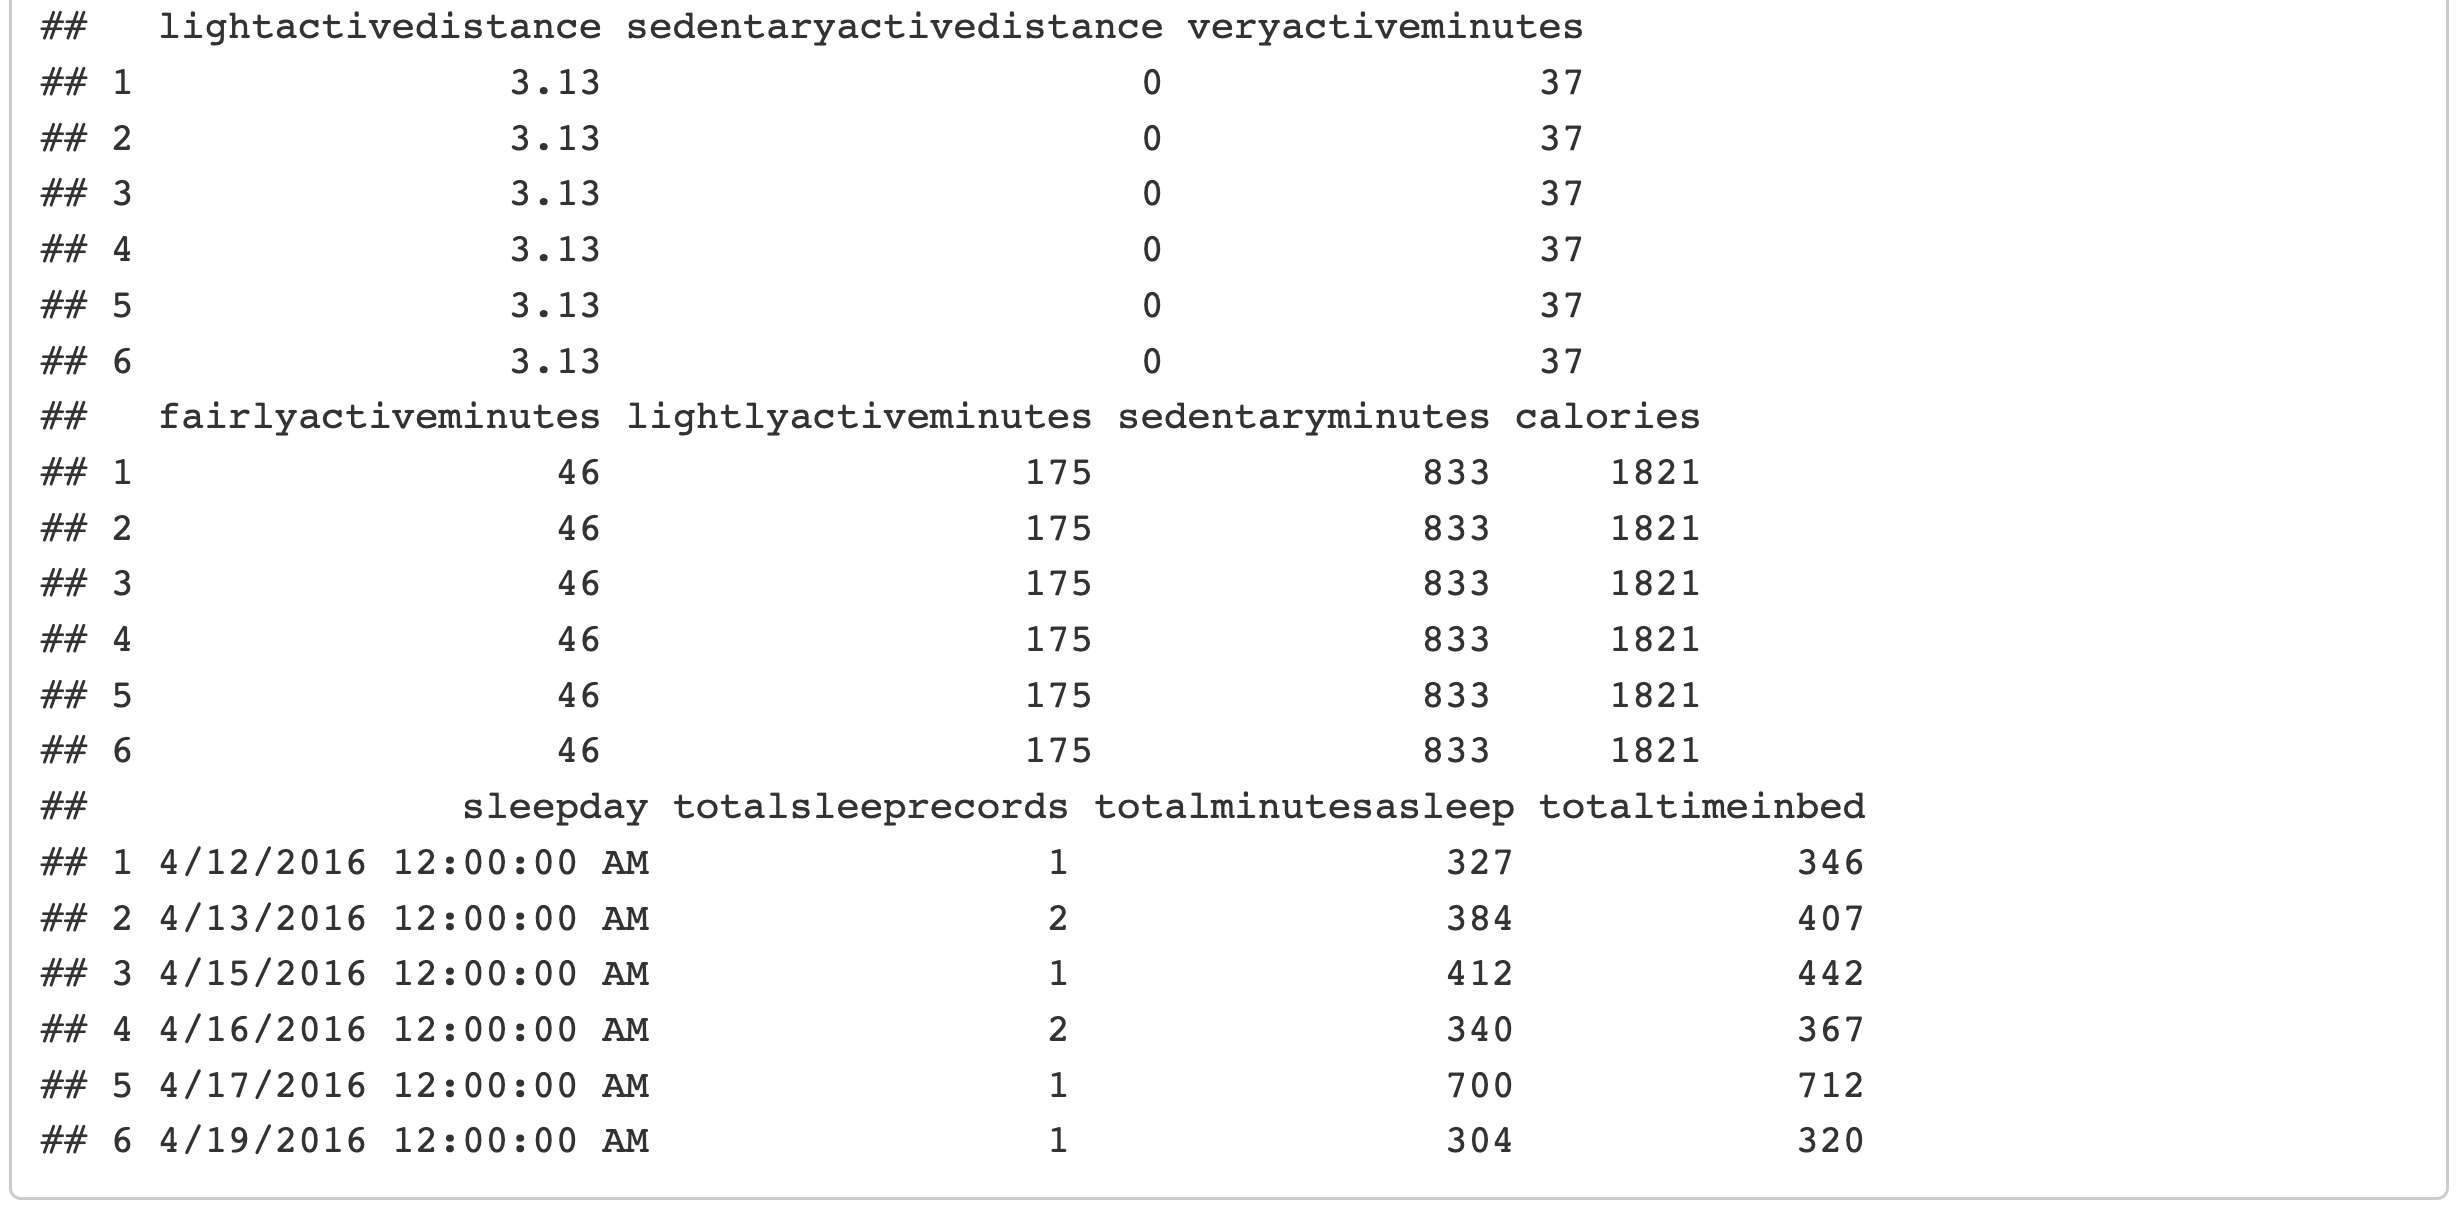 ##   lightactivedistance sedentaryactivedistance veryactiveminutes
## 1                3.13                       0                37
## 2                3.13                       0                37
## 3                3.13                       0                37
## 4                3.13                       0                37
## 5                3.13                       0                37
## 6                3.13                       0                37
##   fairlyactiveminutes lightlyactiveminutes sedentaryminutes calories
## 1                  46                  175              833     1821
## 2                  46                  175              833     1821
## 3                  46                  175              833     1821
## 4                  46                  175              833     1821
## 5                  46                  175              833     1821
## 6                  46                  175              833     1821
##                sleepday totalsleeprecords totalminutesasleep totaltimeinbed
## 1 4/12/2016 12:00:00 AM                 1                327            346
## 2 4/13/2016 12:00:00 AM                 2                384            407
## 3 4/15/2016 12:00:00 AM                 1                412            442
## 4 4/16/2016 12:00:00 AM                 2                340            367
## 5 4/17/2016 12:00:00 AM                 1                700            712
## 6 4/19/2016 12:00:00 AM                 1                304            320